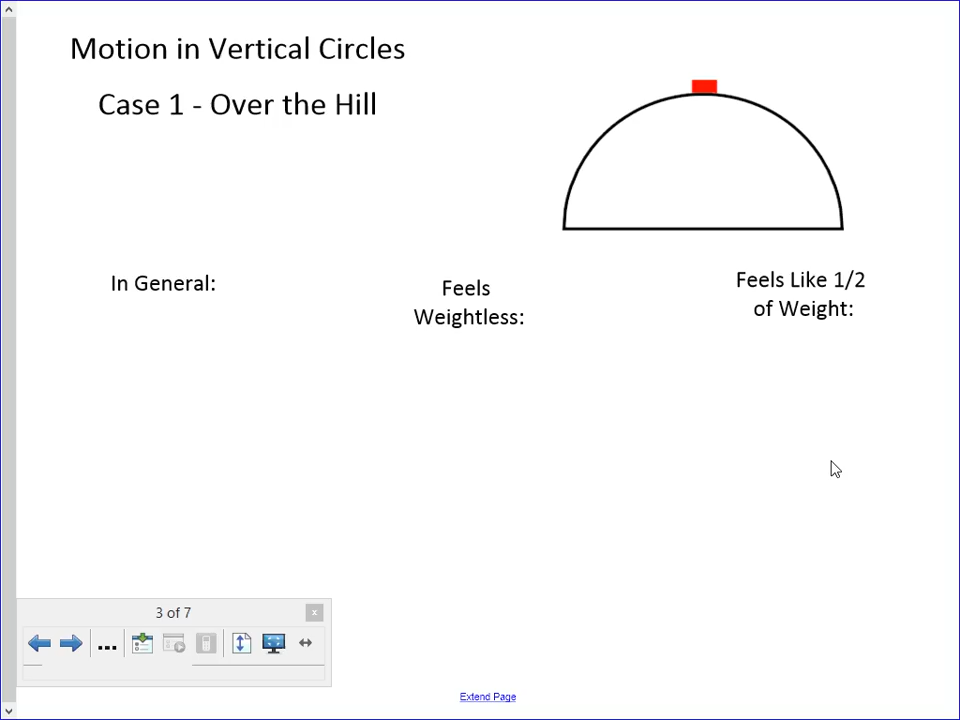 Motion in Vertical Circles
Case 1 - Over the Hill
In General:
Feels
Weightless:
Feels Like 1/2
of Weight:
3 of 7
x
...
Extend Page